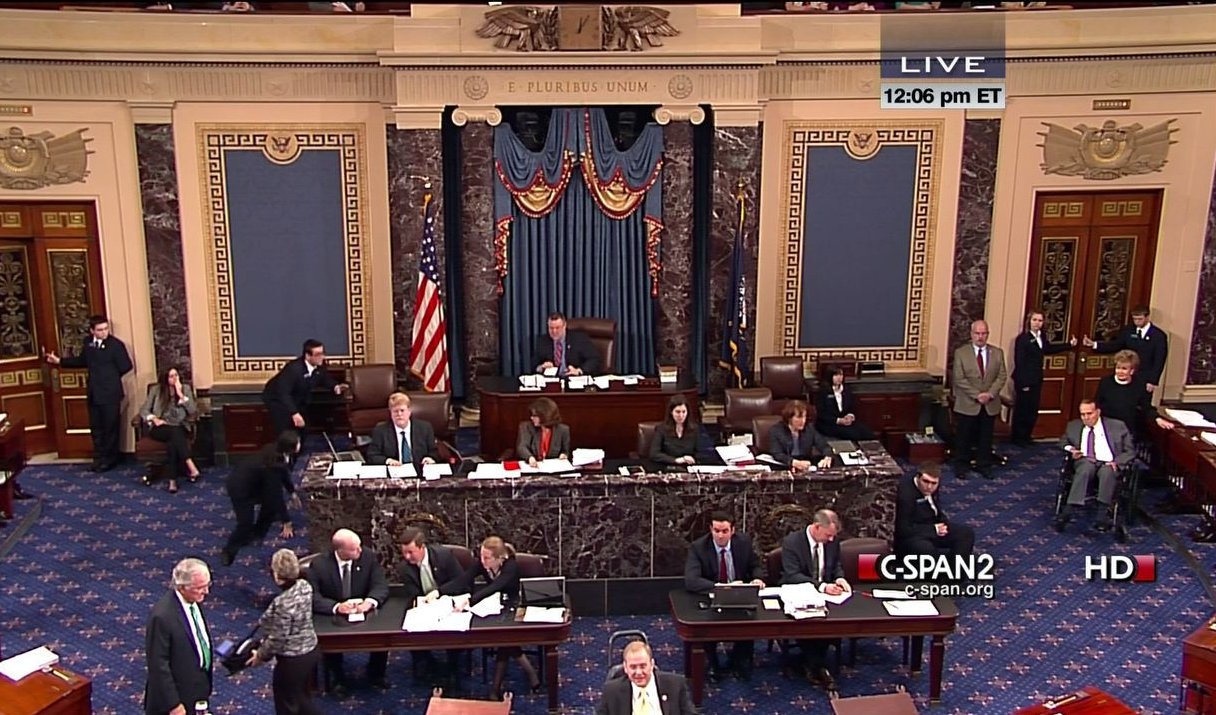 LIVE
12:06 pm ET
E · PLURIBUS UNUM
C-SPAN2
HD
c-span.org